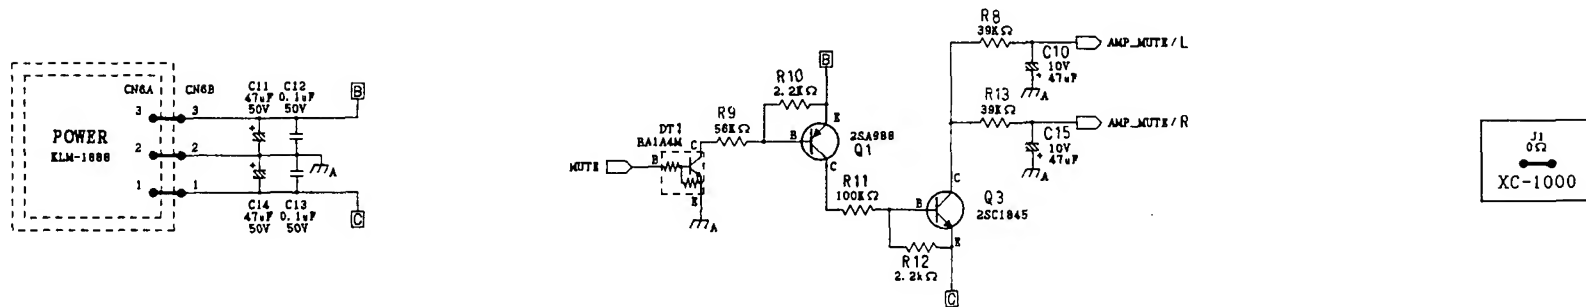 CN6A
CN6B
C11
47uF
50V
C12
0.1uF
50V
B
3
3
POWER
KLM-1888
2
2
A
1
1
C14
47uF
50V
C13
0.1uF
50V
C
MUTE
DT1
BA1A4M
B
C
E
A
R9
56KΩ
R10
2.2KΩ
B
E
B
C
2SA988
Q1
R11
100KΩ
B
C
E
Q3
2SC1845
R12
2.2kΩ
C
R8
39KΩ
C10
10V
47uF
A
AMP_MUTE/L
R13
39KΩ
C15
10V
47uF
A
AMP_MUTE/R
J1
0Ω
XC-1000